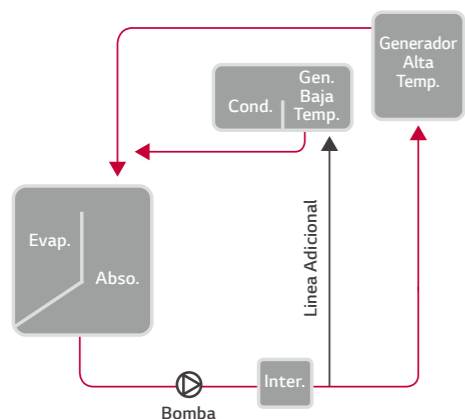 Generador
Alta
Temp.
Gen.
Baja
Cond.
Temp.
Evap.
Abso.
Linea Adicional
Inter.
Bomba